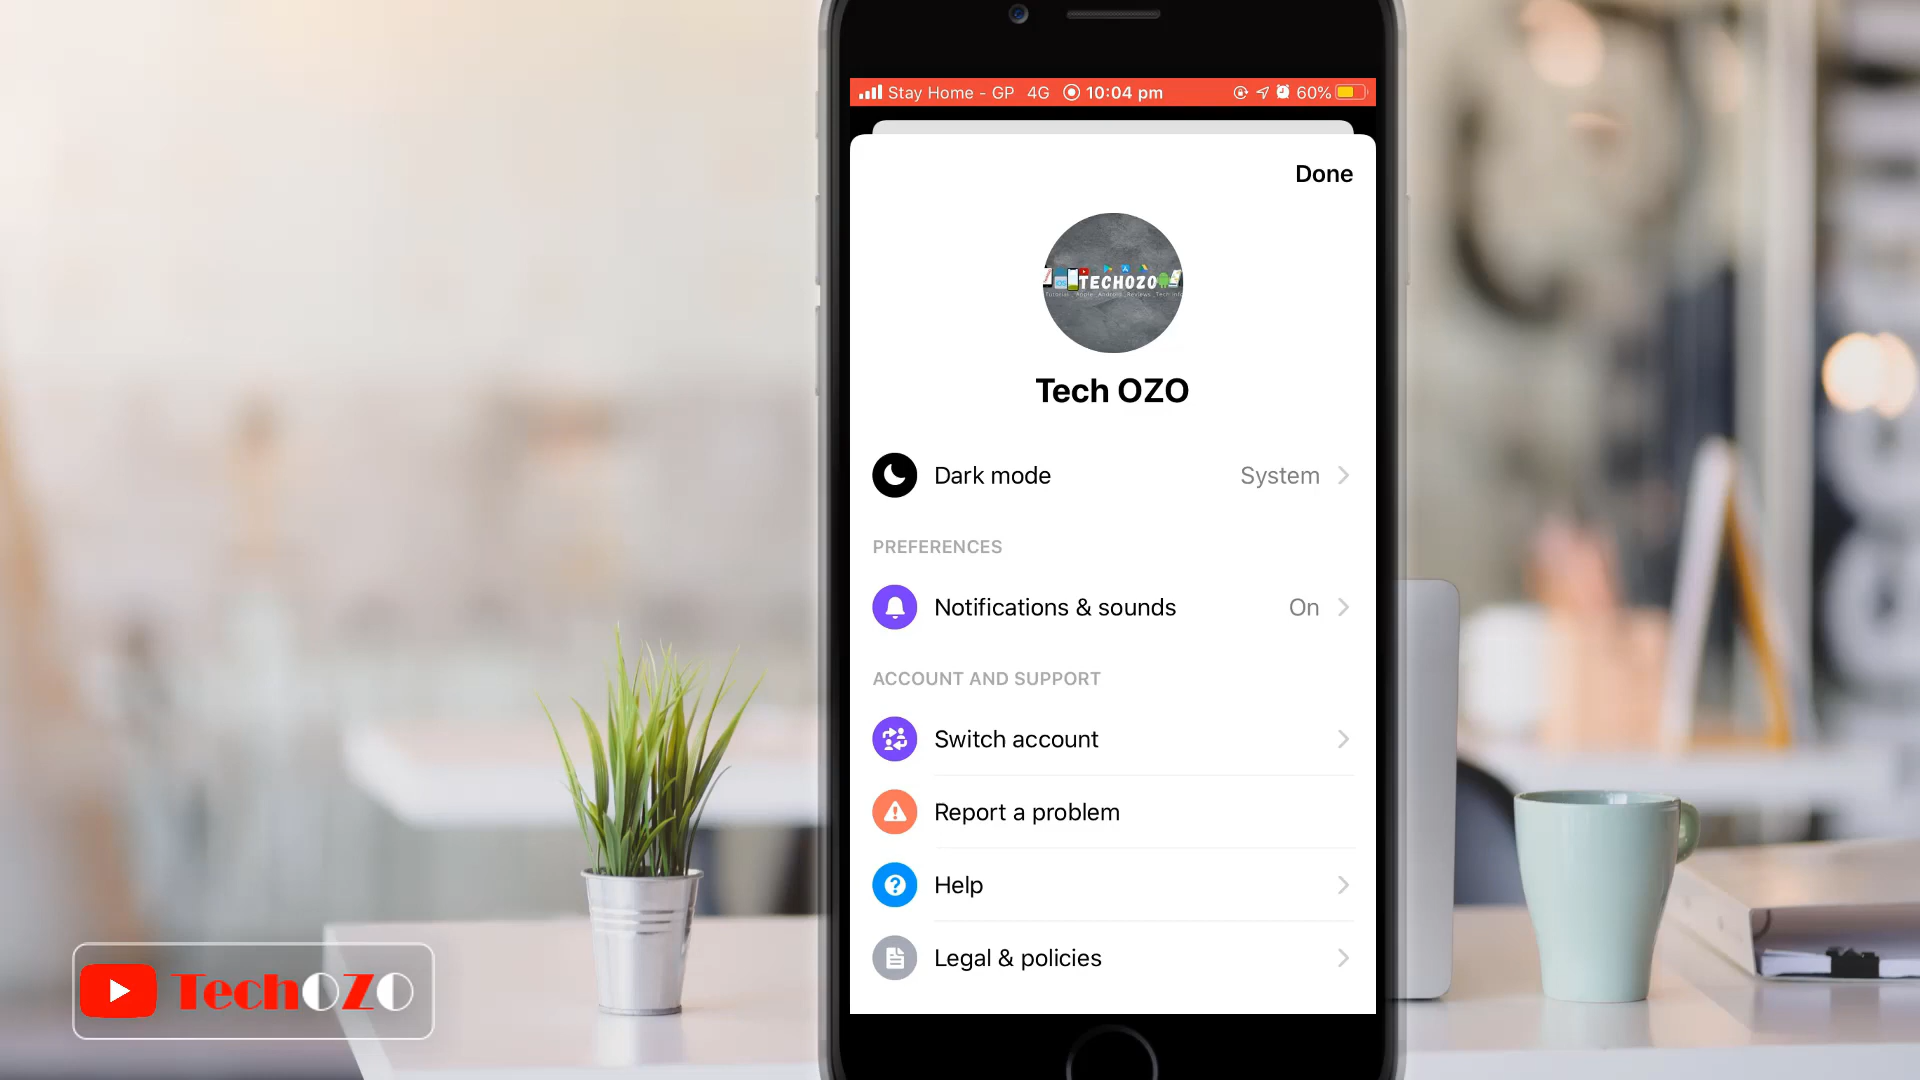 Stay Home - GP 4G 10:04 pm 60%
Done
TECHOZO
Tech OZO
Dark mode System
PREFERENCES
Notifications & sounds On
ACCOUNT AND SUPPORT
Switch account
Report a problem
Help
Legal & policies
TechOZO